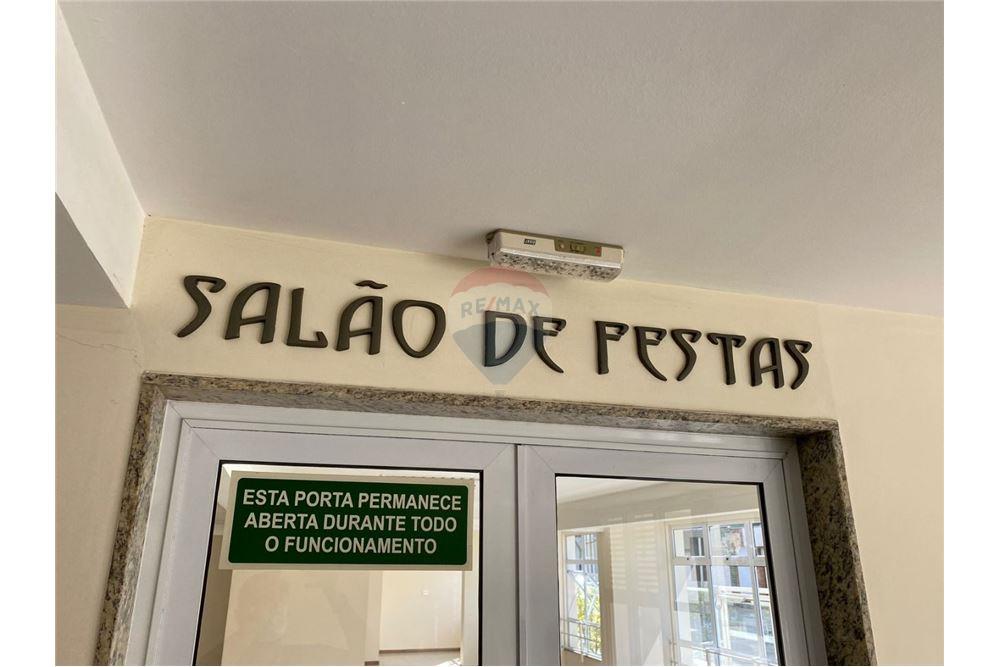 SALÃO DE FESTAS
RE/MAX
ESTA PORTA PERMANECE
ABERTA DURANTE TODO
O FUNCIONAMENTO